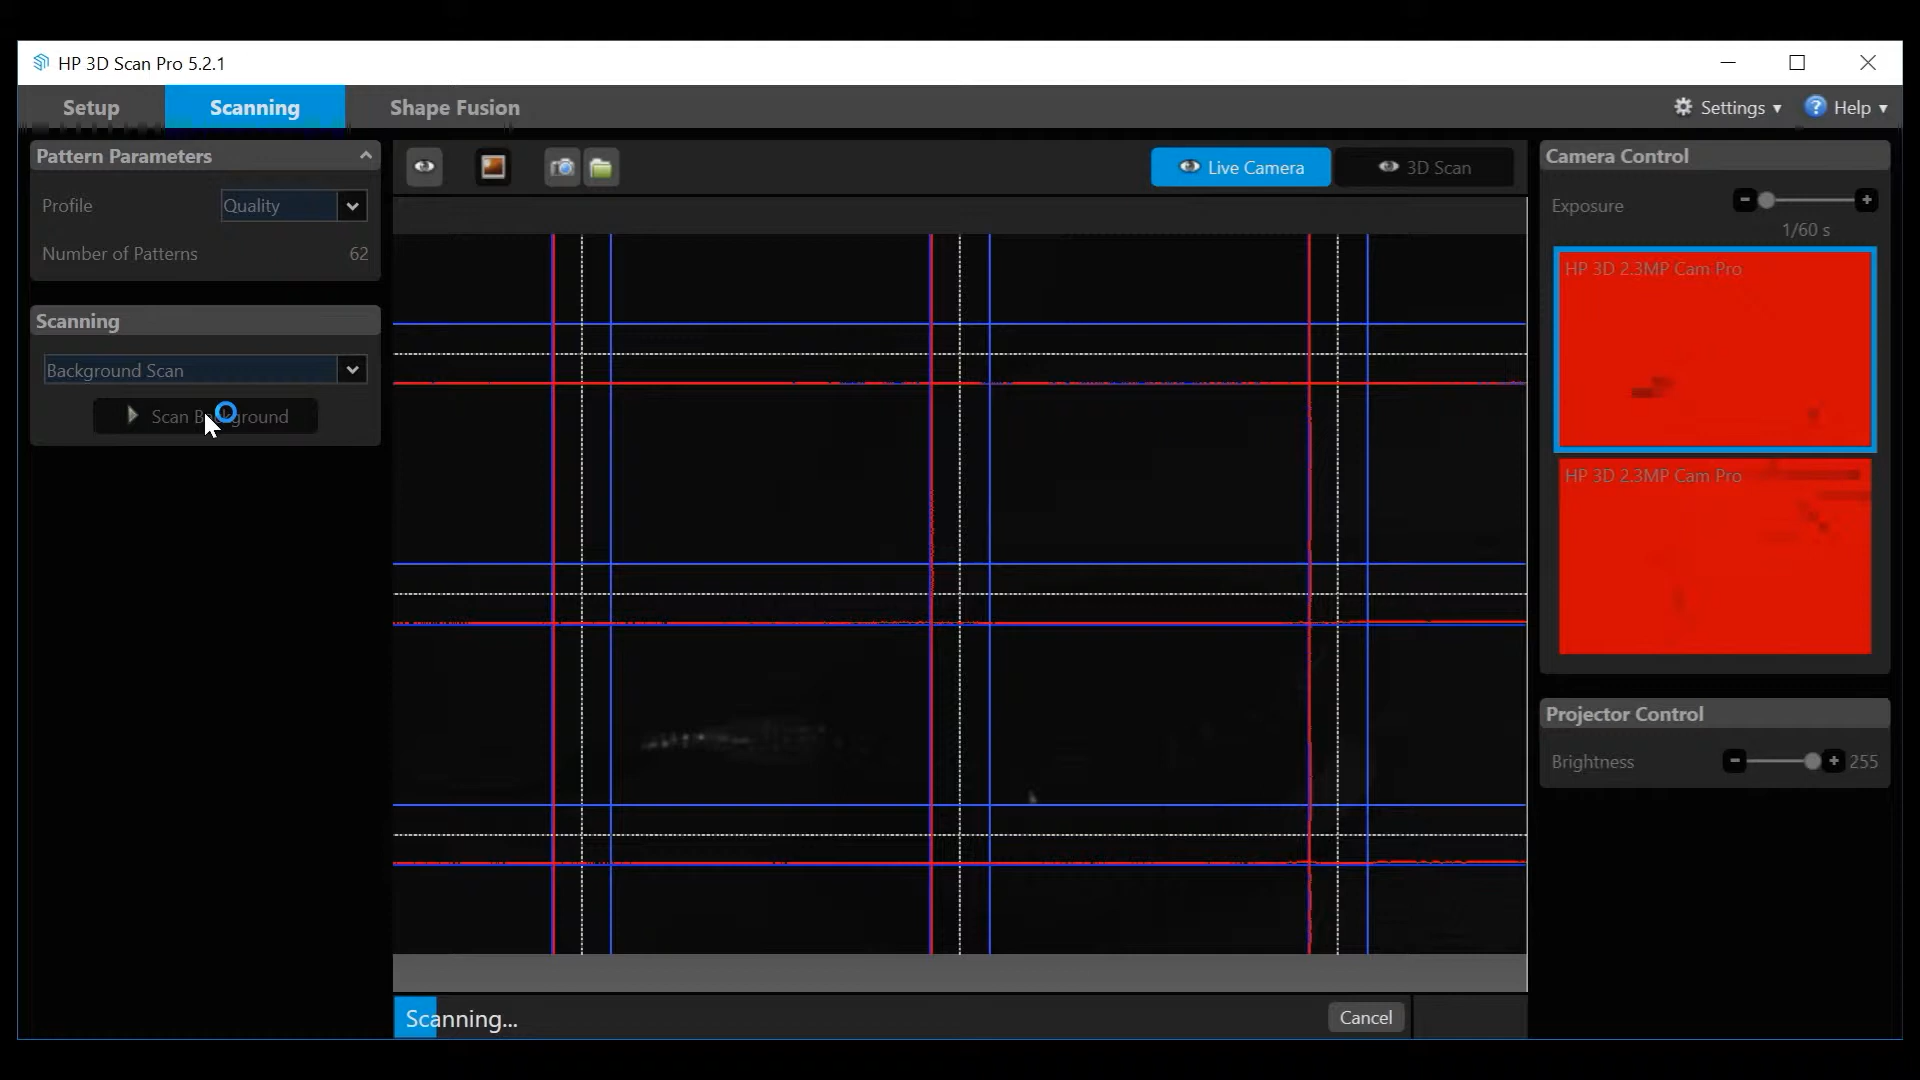 HP 3D Scan Pro 5.2.1
Setup
Scanning
Shape Fusion
Settings
Help
Pattern Parameters
Profile
Quality
Number of Patterns
62
Scanning
Background Scan
Scan Background
Live Camera
3D Scan
Scanning...
Cancel
Camera Control
Exposure
1/60 s
HP 3D 2.3MP Cam Pro
HP 3D 2.3MP Cam Pro
Projector Control
Brightness
255